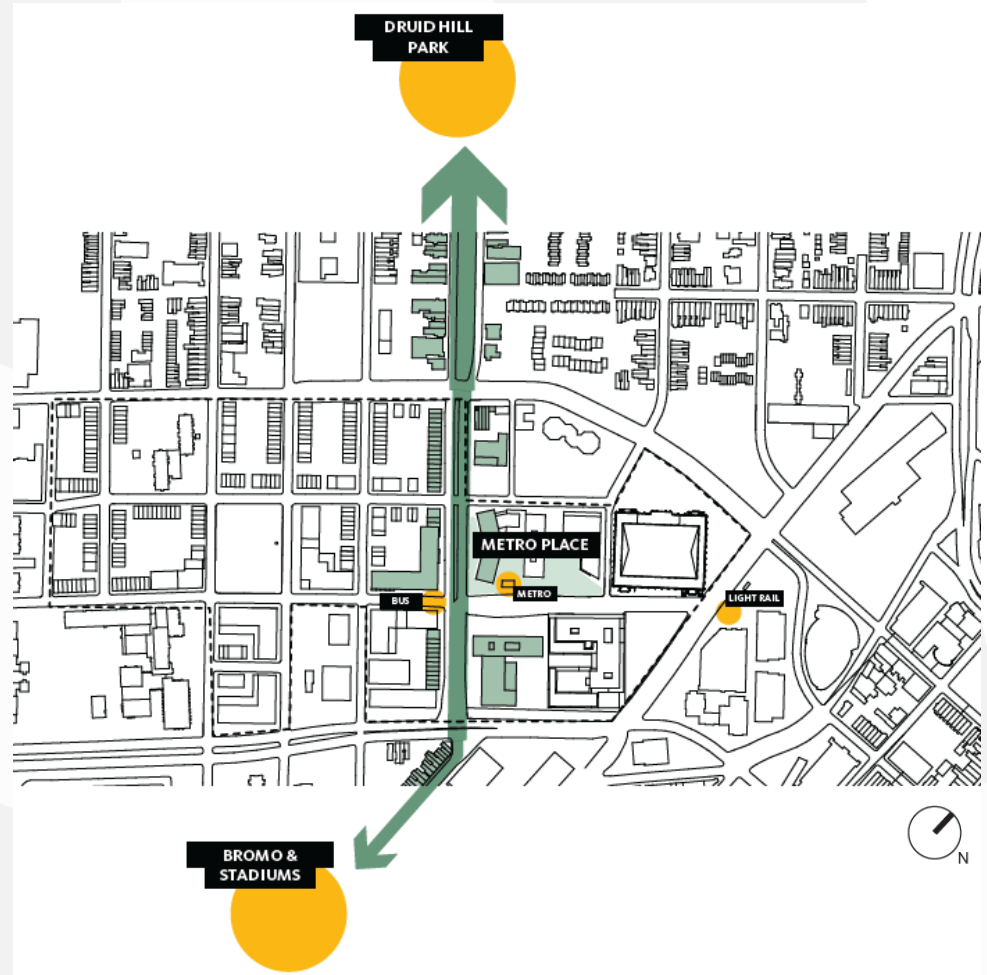 DRUID HILL
PARK
METRO PLACE
METRO
BUS
LIGHT RAIL
N
BROMO &
STADIUMS